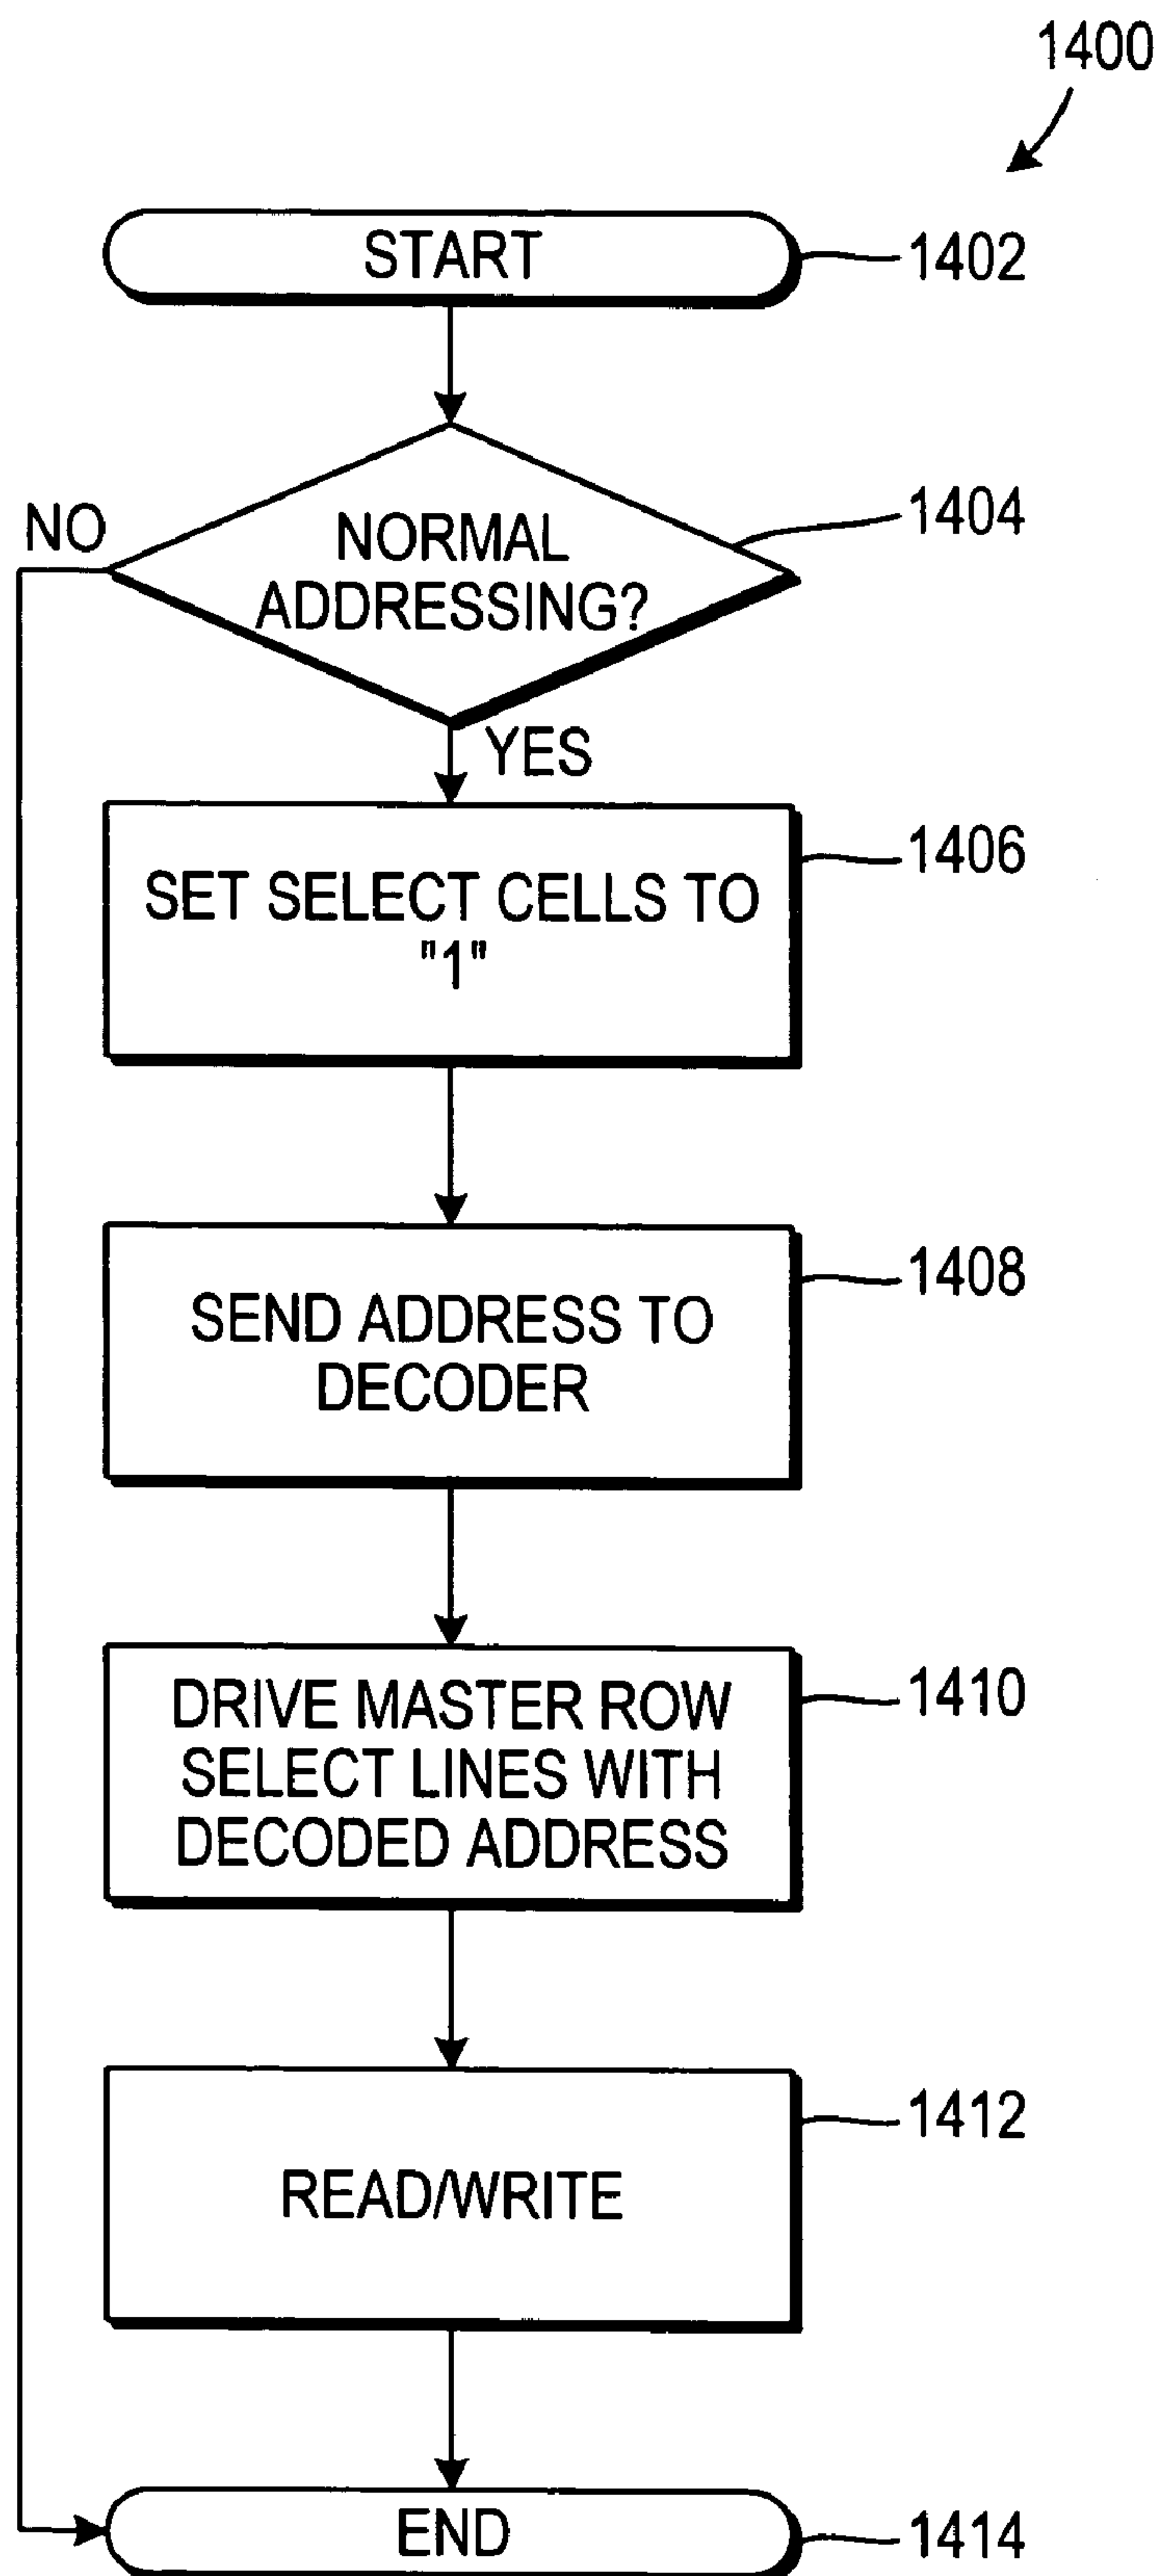 1400
START
1402
NO
NORMAL
ADDRESSING?
1404
YES
1406
SET SELECT CELLS TO
"1"
1408
SEND ADDRESS TO
DECODER
1410
DRIVE MASTER ROW
SELECT LINES WITH
DECODED ADDRESS
1412
READ/WRITE
END
1414